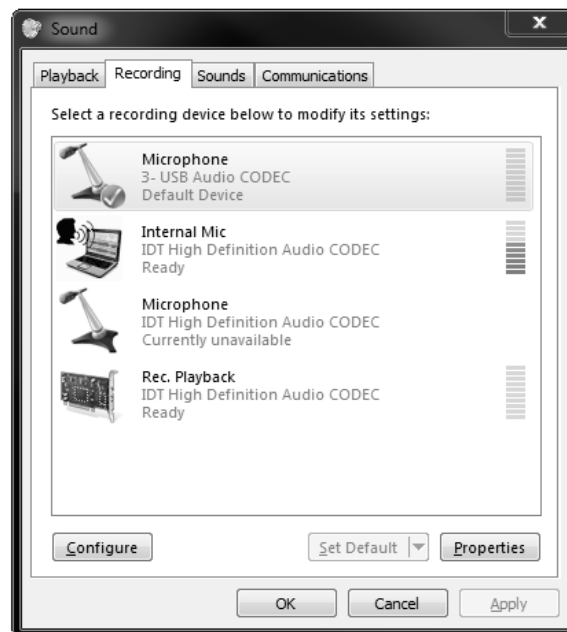 Sound
Playback Recording Sounds Communications
Select a recording device below to modify its settings:
Microphone
3- USB Audio CODEC
Default Device
Internal Mic
IDT High Definition Audio CODEC
Ready
Microphone
IDT High Definition Audio CODEC
Currently unavailable
Rec. Playback
IDT High Definition Audio CODEC
Ready
Configure Set Default Properties
OK Cancel Apply